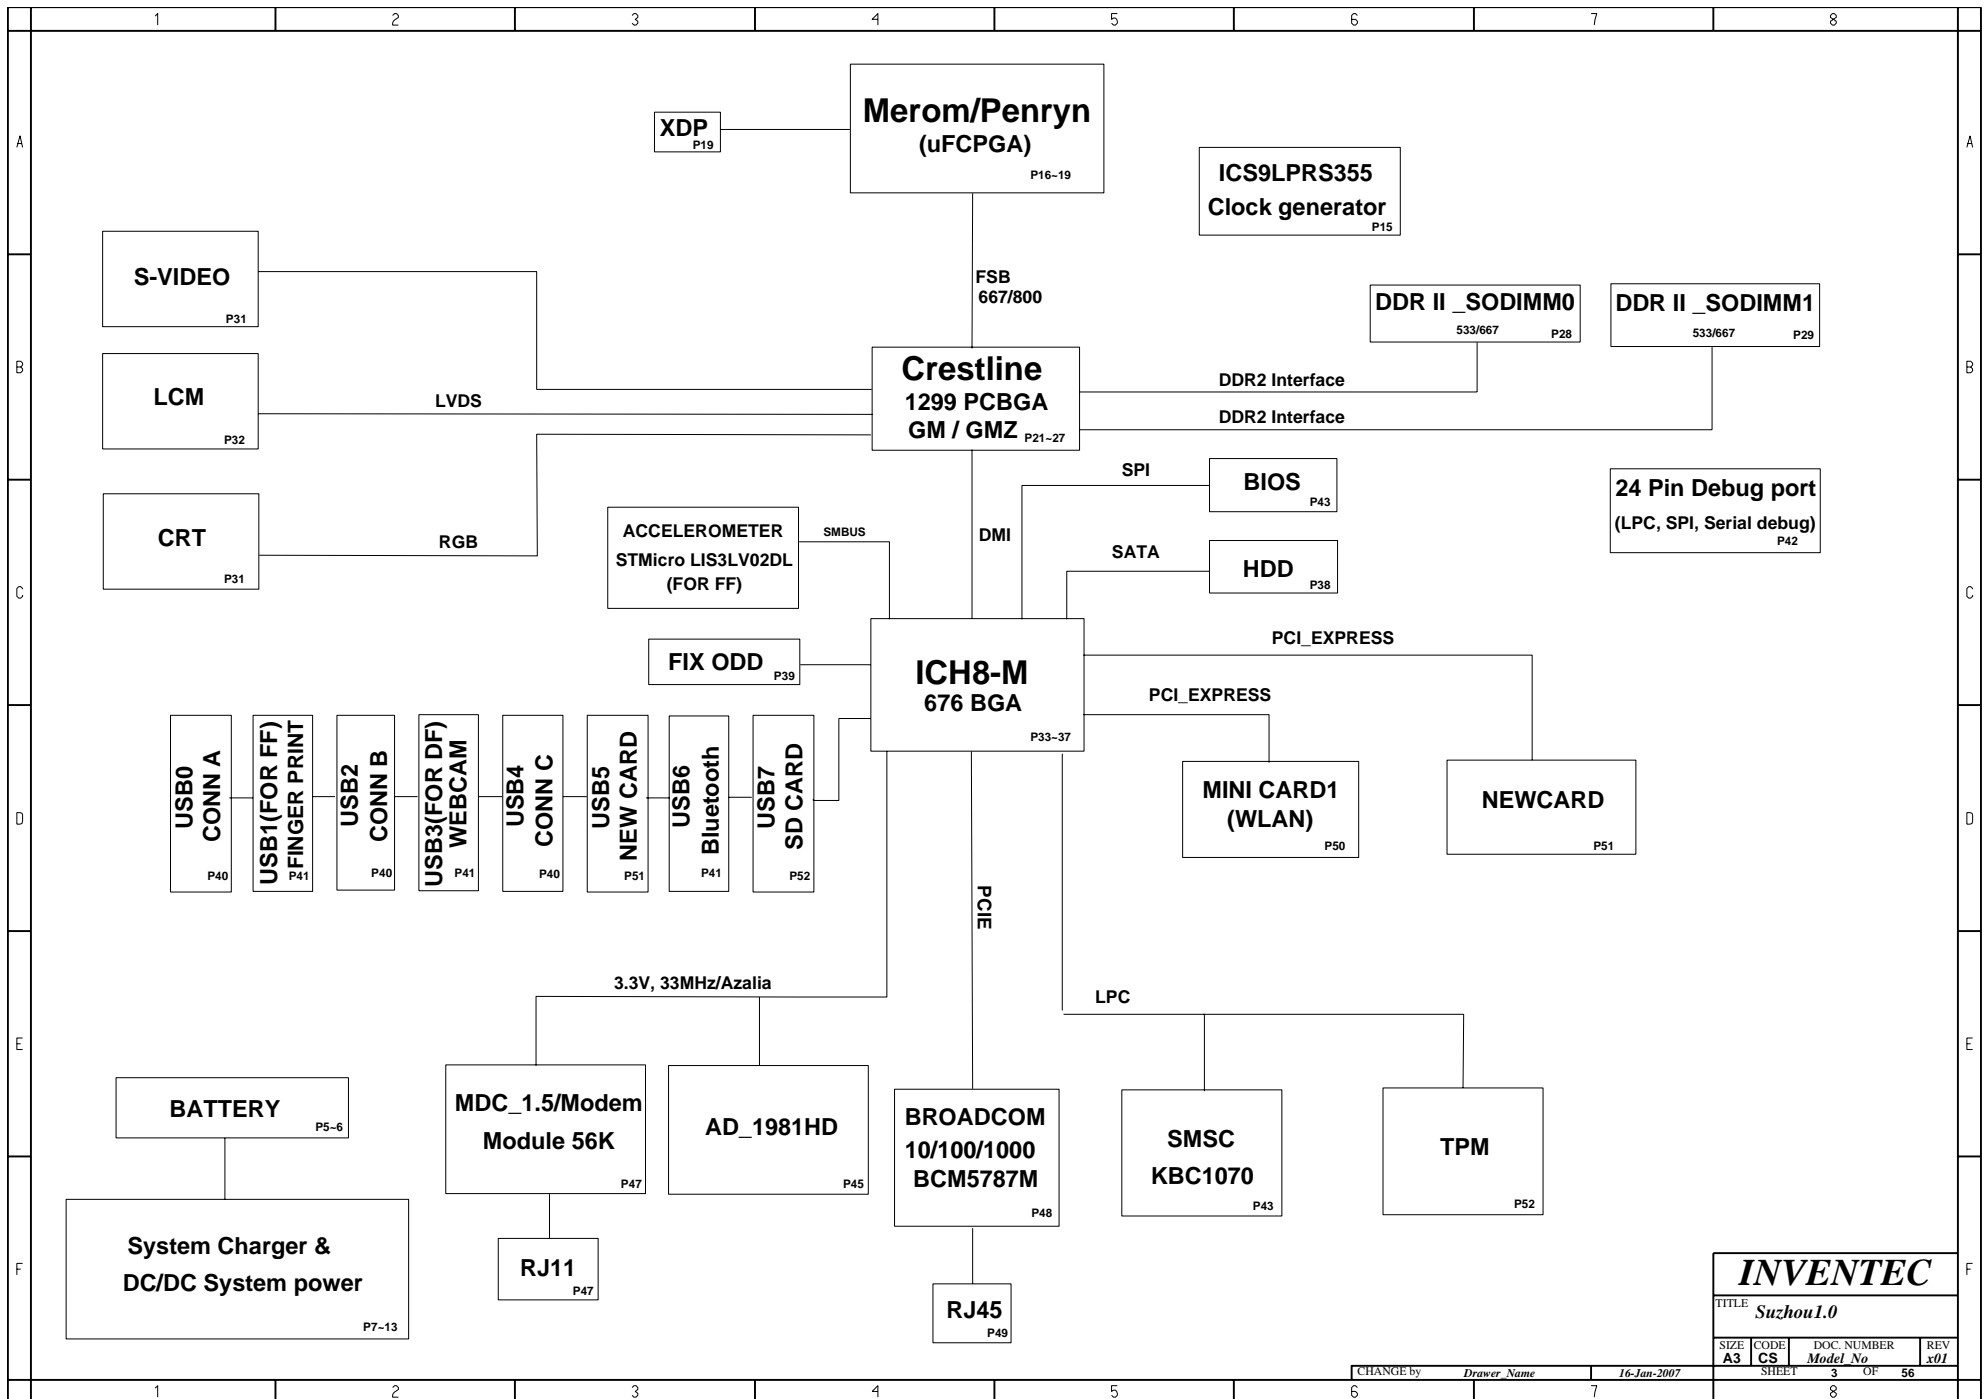 1 2 3 4 5 6 7 8
A
B
C
D
E
F
A
B
C
D
E
F
Merom/Penryn
(uFCPGA)
P16~19
XDP
P19
ICS9LPRS355
Clock generator
P15
S-VIDEO
P31
FSB
667/800
DDR II _SODIMM0
533/667
P28
DDR II _SODIMM1
533/667
P29
LCM
P32
LVDS
Crestline
1299 PCBGA
GM / GMZ
P21~27
DDR2 Interface
DDR2 Interface
CRT
P31
RGB
ACCELEROMETER
STMicro LIS3LV02DL
(FOR FF)
SMBUS
DMI
SPI
BIOS
P43
SATA
HDD
P38
24 Pin Debug port
(LPC, SPI, Serial debug)
P42
FIX ODD
P39
ICH8-M
676 BGA
P33~37
PCI_EXPRESS
PCI_EXPRESS
USB0
CONN A
P40
USB1(FOR FF)
FINGER PRINT
P41
USB2
CONN B
P40
USB3(FOR DF)
WEBCAM
P41
USB4
CONN C
P40
USB5
NEW CARD
P51
USB6
Bluetooth
P41
USB7
SD CARD
P52
MINI CARD1
(WLAN)
P50
NEWCARD
P51
PCIE
3.3V, 33MHz/Azalia
LPC
BATTERY
P5~6
MDC_1.5/Modem
Module 56K
P47
AD_1981HD
P45
BROADCOM
10/100/1000
BCM5787M
P48
SMSC
KBC1070
P43
TPM
P52
System Charger &
DC/DC System power
P7~13
RJ11
P47
RJ45
P49
INVENTEC
TITLE
Suzhou1.0
SIZE CODE DOC. NUMBER REV
A3 CS Model_No x01
CHANGE by Drawer_Name 16-Jan-2007 SHEET 3 OF 56
1 2 3 4 5 6 7 8